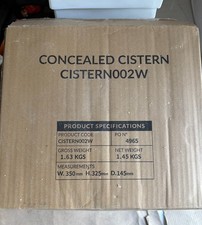 CONCEALED CISTERN
CISTERN002W
PRODUCT SPECIFICATIONS
PRODUCT CODE PO Nº
CISTERN002W 4965
GROSS WEIGHT NET WEIGHT
1.63 KGS 1.45 KGS
MEASUREMENTS
W.350mm H.325mm D.145mm